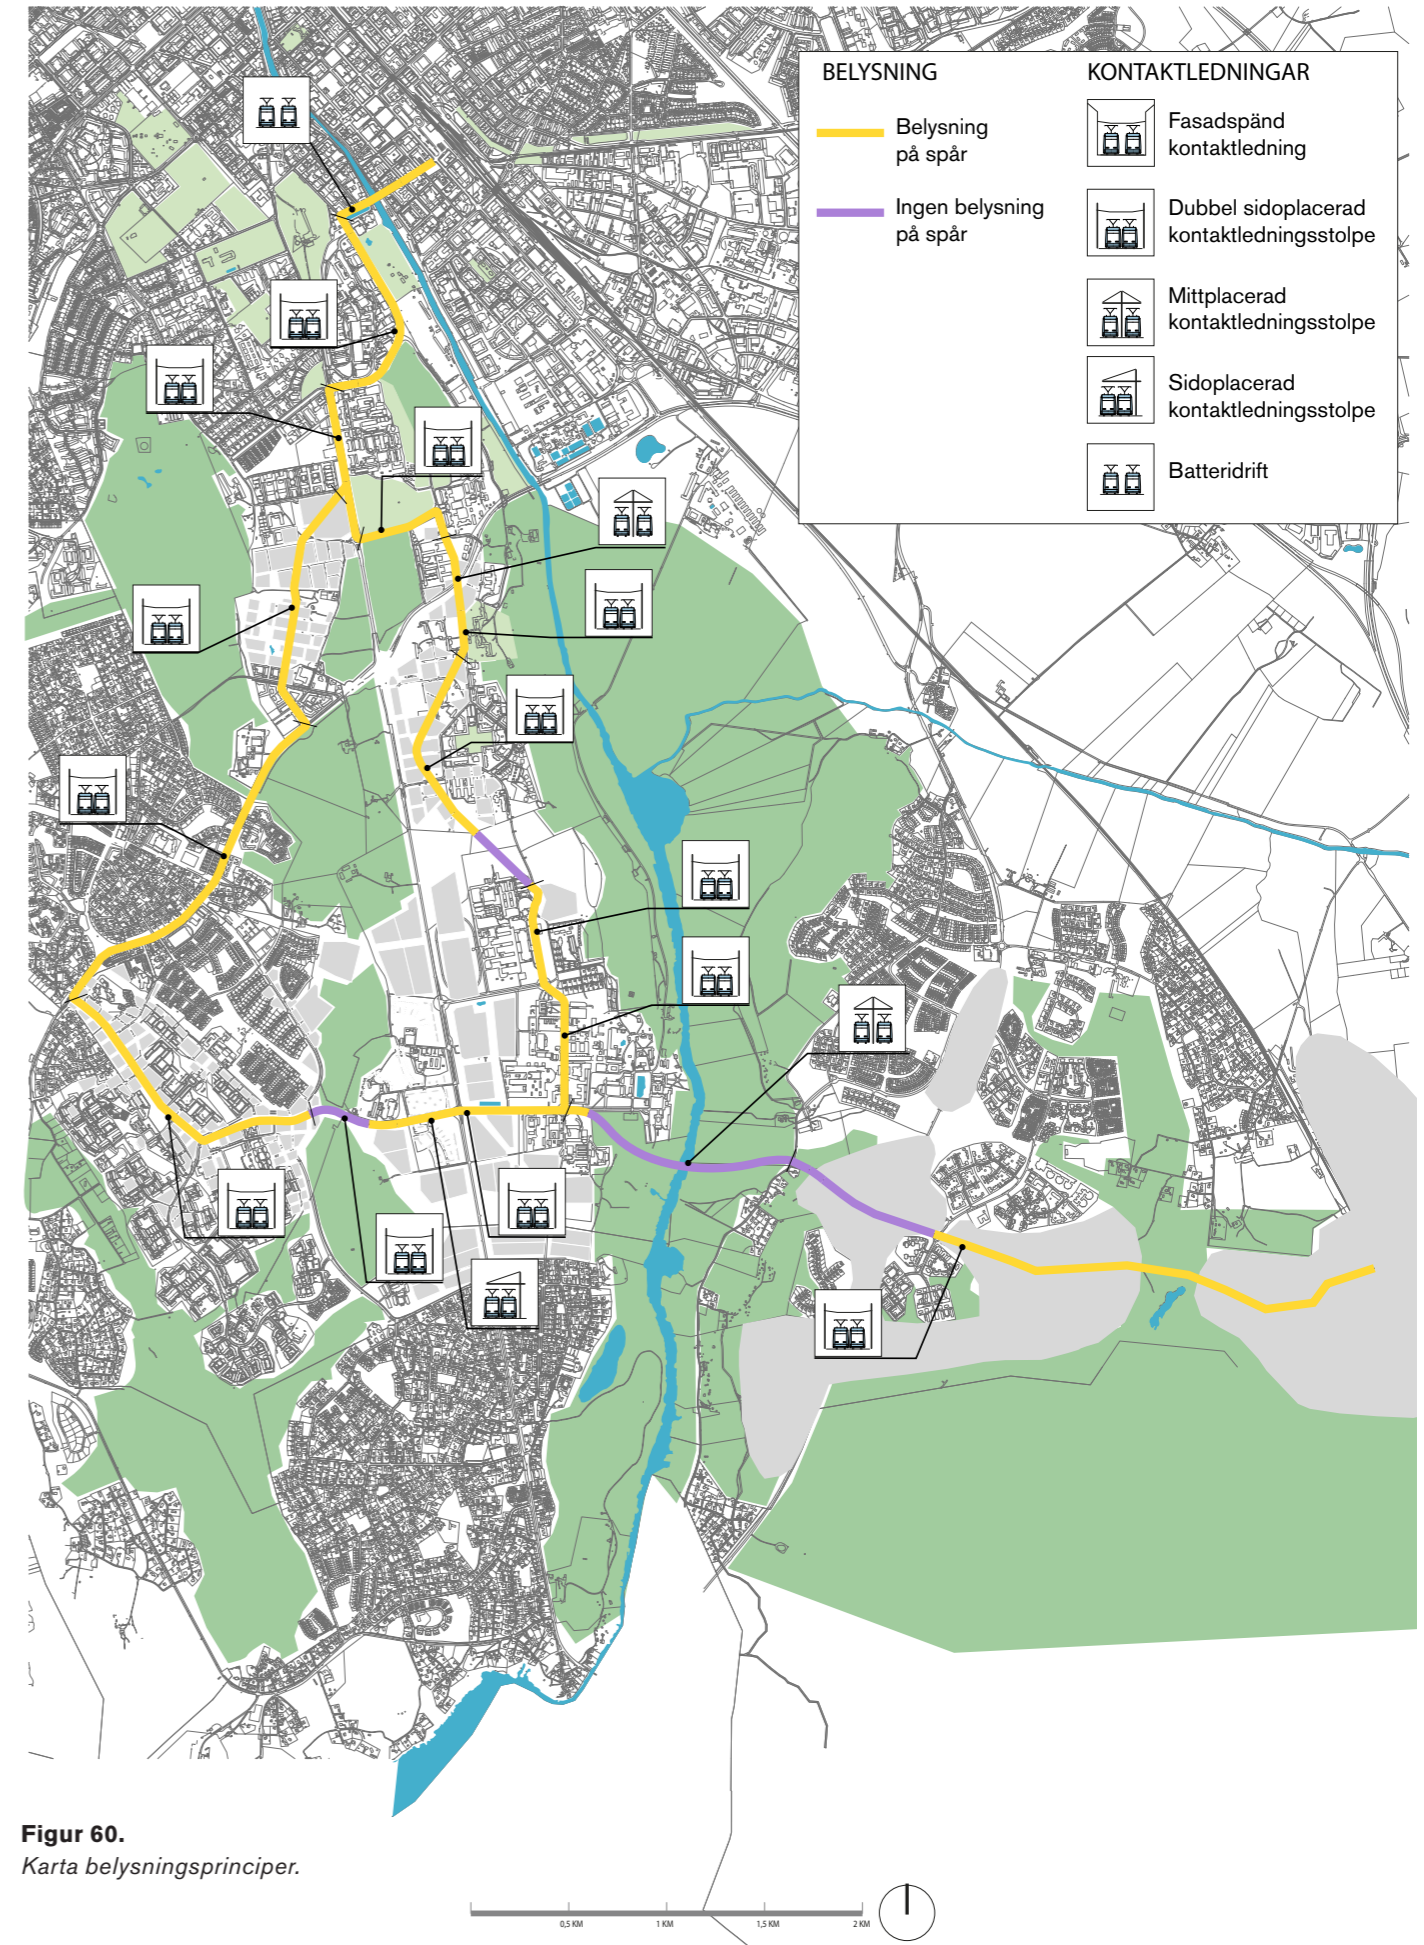 BELYSNING
Belysning
på spår
Ingen belysning
på spår
KONTAKTLEDNINGAR
Fasadspänd
kontaktledning
Dubbel sidoplacerad
kontaktledningsstolpe
Mittplacerad
kontaktledningsstolpe
Sidoplacerad
kontaktledningsstolpe
Batteridrift
Figur 60.
Karta belysningsprinciper.
0,5 KM
1 KM
1,5 KM
2 KM